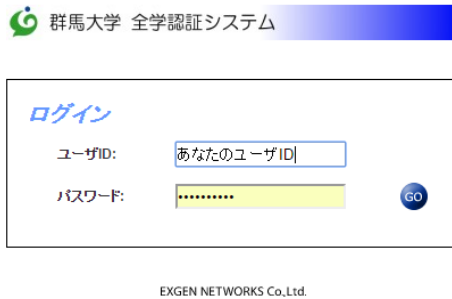 群馬大学 全学認証システム
ログイン
ユーザID: あなたのユーザID
パスワード: ••••••••••
GO
EXGEN NETWORKS Co.,Ltd.